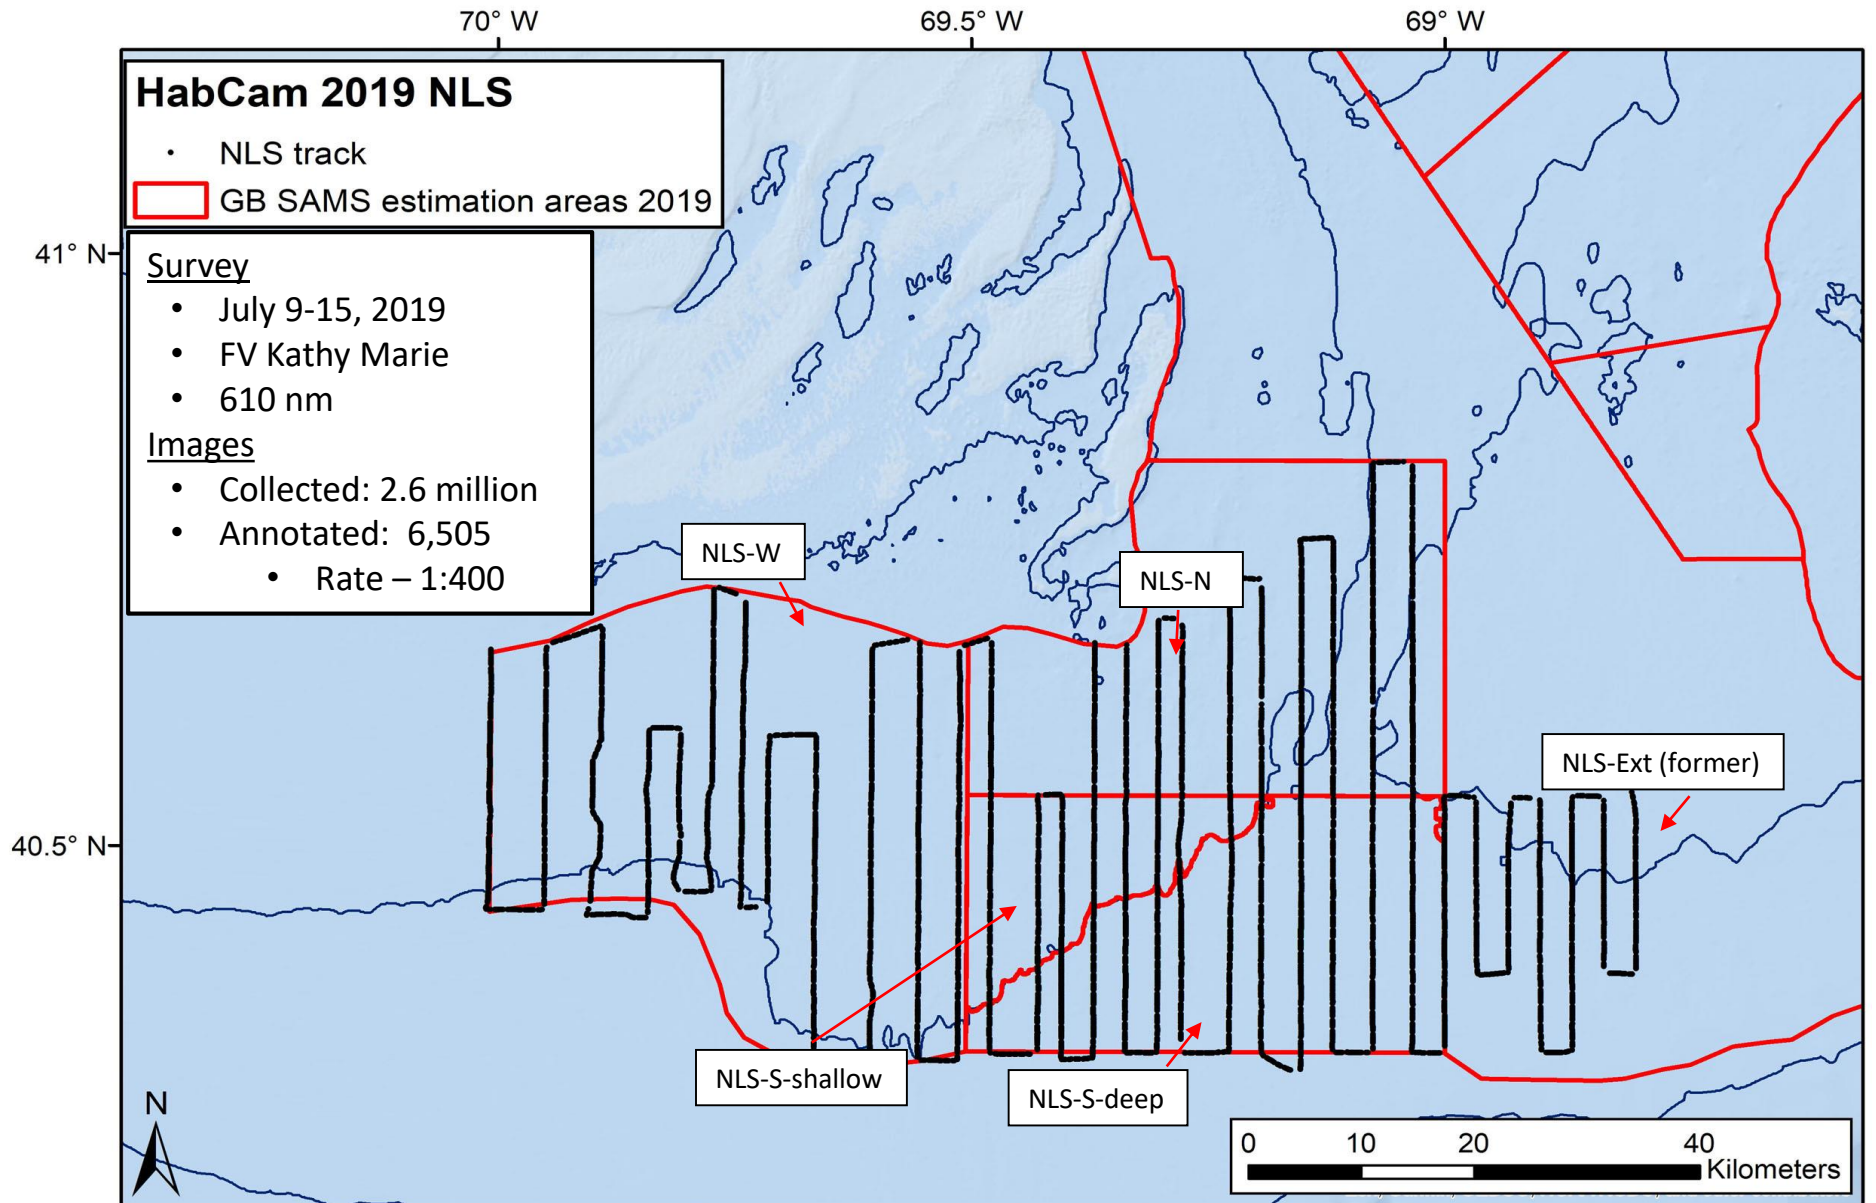 70° W
69.5° W
69° W
HabCam 2019 NLS
NLS track
GB SAMS estimation areas 2019
41° N
Survey
• July 9-15, 2019
• FV Kathy Marie
• 610 nm
Images
• Collected: 2.6 million
• Annotated: 6,505
• Rate – 1:400
NLS-W
NLS-N
NLS-Ext (former)
40.5° N
NLS-S-shallow
NLS-S-deep
N
0 10 20 40
Kilometers